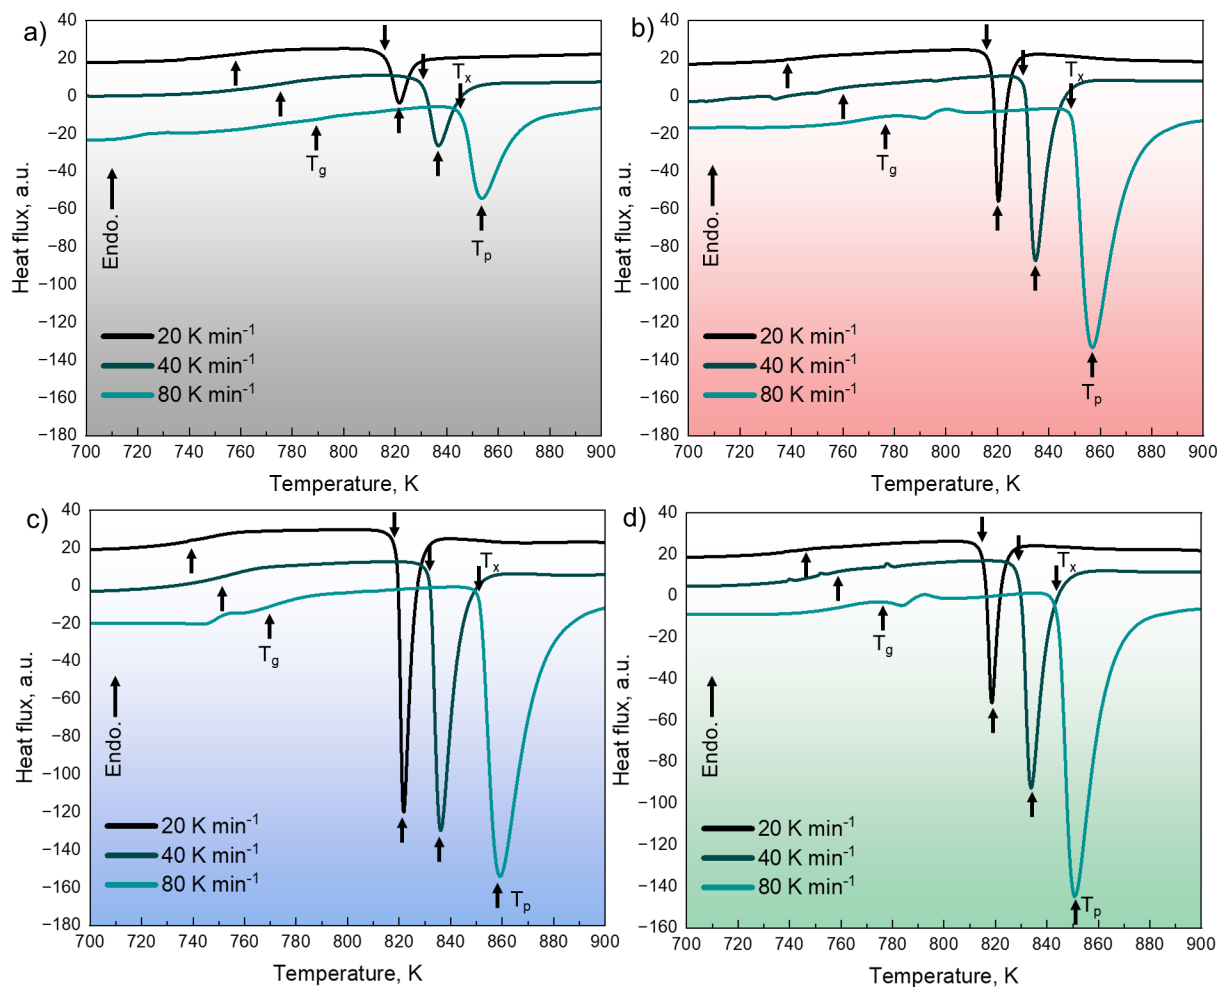 a)
40
20
0
−20
−40
−60
−80
−100
−120
−140
−160
−180
Heat flux, a.u.
Endo.
Tg
Tx
Tp
20 K min-1
40 K min-1
80 K min-1
700 720 740 760 780 800 820 840 860 880 900
Temperature, K
b)
40
20
0
−20
−40
−60
−80
−100
−120
−140
−160
−180
Heat flux, a.u.
Endo.
Tg
Tx
Tp
20 K min-1
40 K min-1
80 K min-1
700 720 740 760 780 800 820 840 860 880 900
Temperature, K
c)
40
20
0
−20
−40
−60
−80
−100
−120
−140
−160
−180
Heat flux, a.u.
Endo.
Tg
Tx
Tp
20 K min-1
40 K min-1
80 K min-1
700 720 740 760 780 800 820 840 860 880 900
Temperature, K
d)
40
20
0
−20
−40
−60
−80
−100
−120
−140
−160
Heat flux, a.u.
Endo.
Tg
Tx
Tp
20 K min-1
40 K min-1
80 K min-1
700 720 740 760 780 800 820 840 860 880 900
Temperature, K